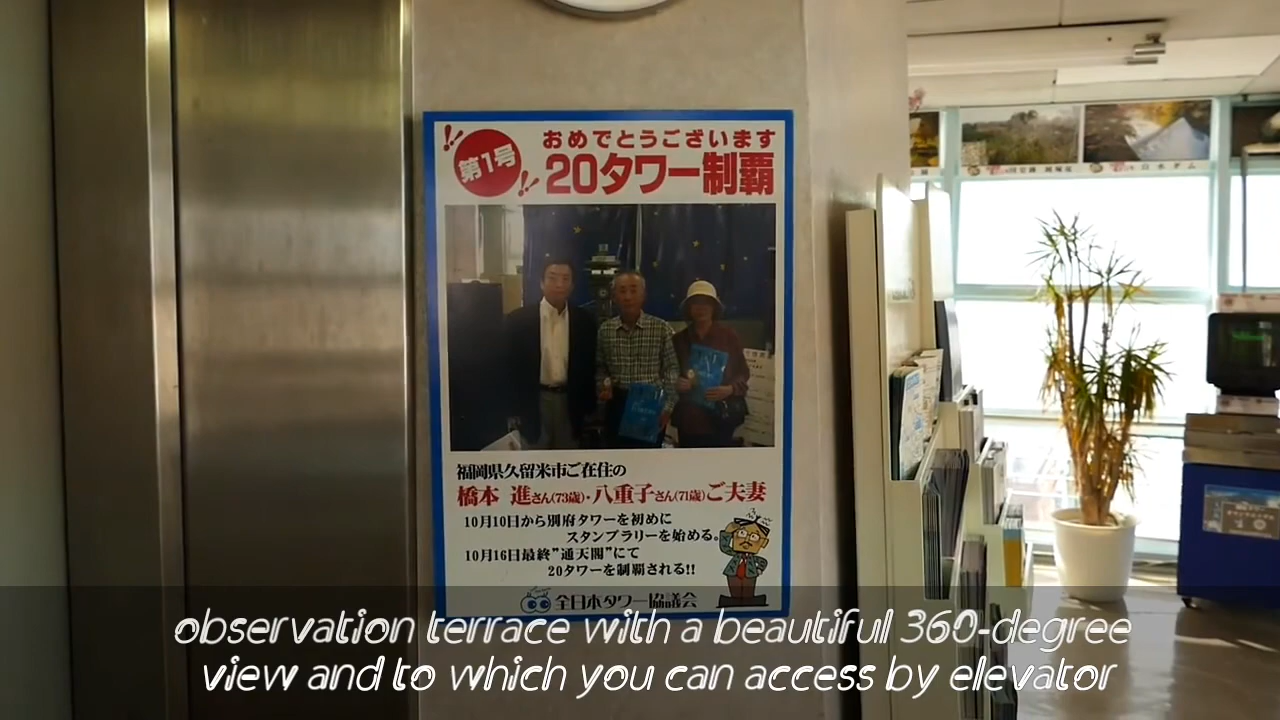 第1号
おめでとうございます
20タワー制覇
福岡県久留米市ご在住の
橋本 進さん(73歳)・八重子さん(71歳)ご夫妻
10月10日から別府タワーを初めに
スタンプラリーを始める。
10月16日最終"通天閣"にて
20タワーを制覇される!!
全日本タワー協議会
observation terrace with a beautiful 360-degree
view and to which you can access by elevator